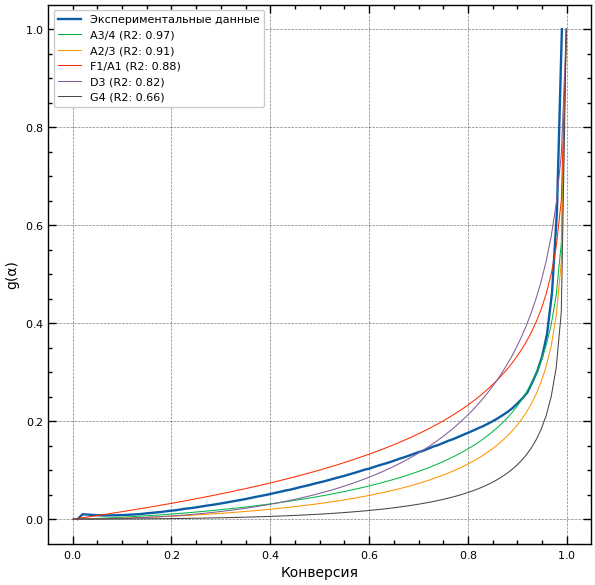 Экспериментальные данные
A3/4 (R2: 0.97)
A2/3 (R2: 0.91)
F1/A1 (R2: 0.88)
D3 (R2: 0.82)
G4 (R2: 0.66)
1.0
0.8
0.6
0.4
0.2
0.0
g(α)
0.0 0.2 0.4 0.6 0.8 1.0
Конверсия